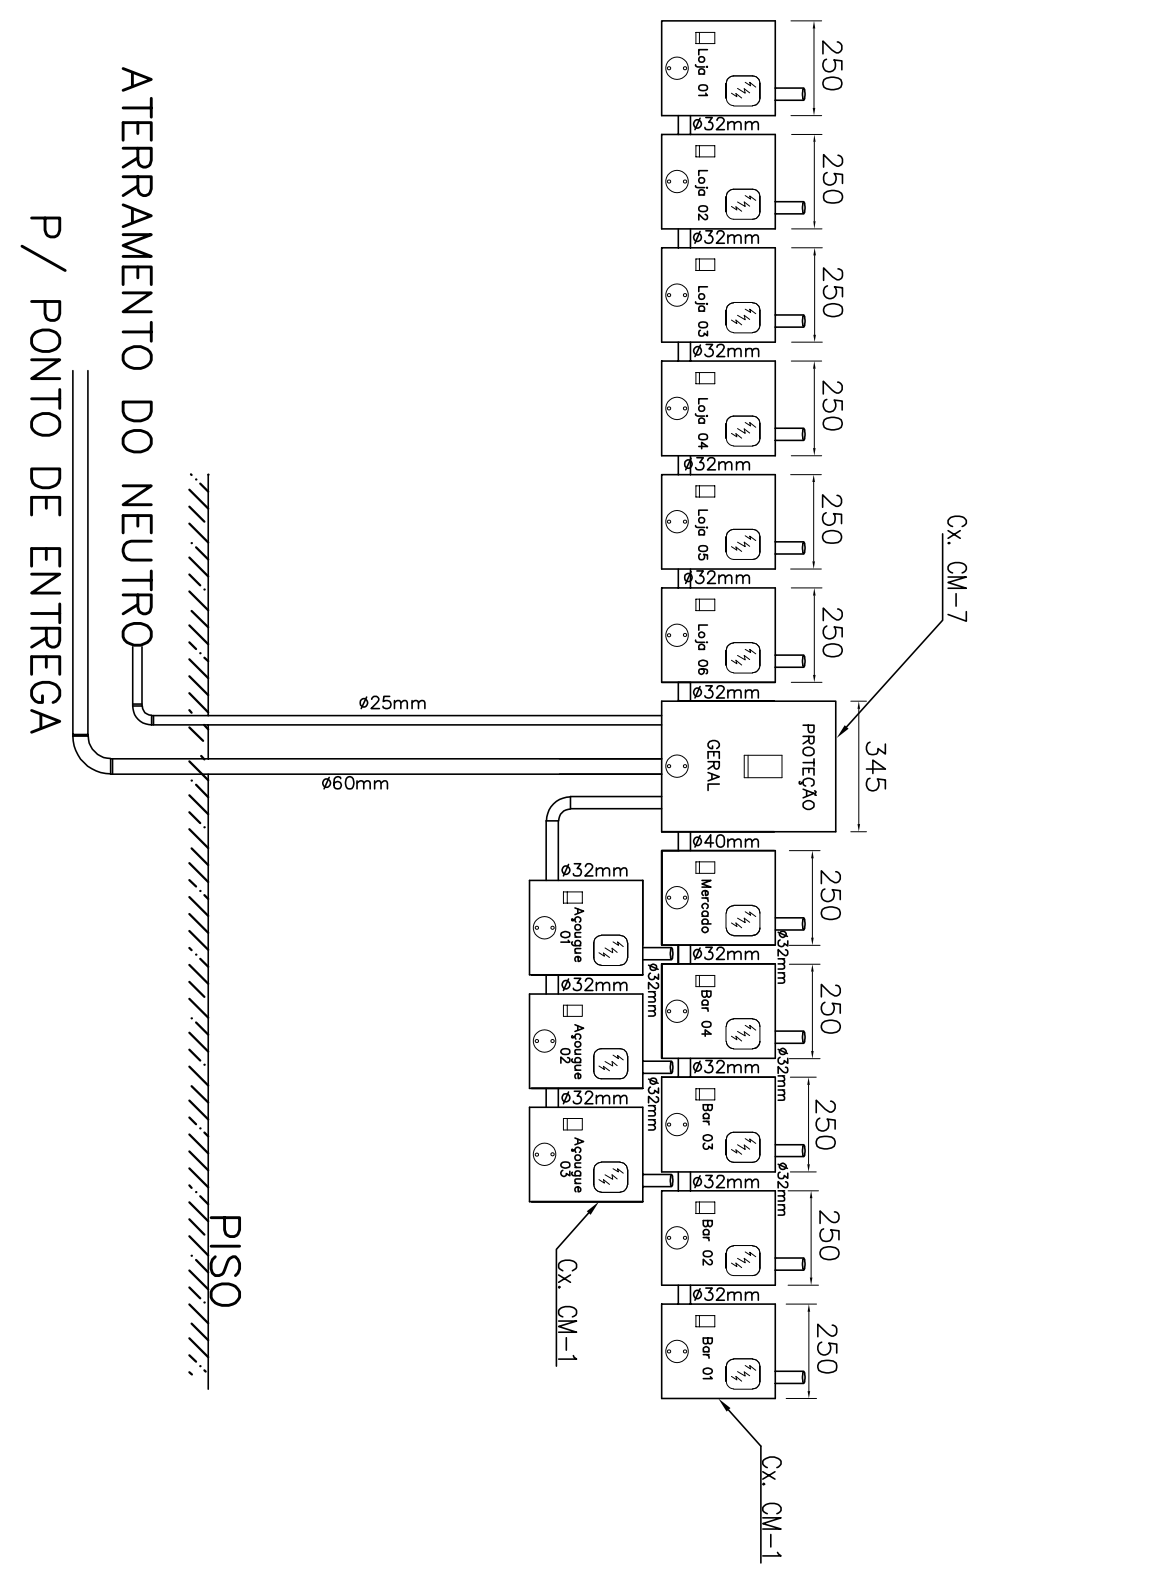 250
250
250
250
250
250
345
250
250
250
250
250
Cx. CM-7
Loja 01
Loja 02
Loja 03
Loja 04
Loja 05
Loja 06
PROTEÇÃO
GERAL
Mercado
Bar 04
Bar 03
Bar 02
Bar 01
ø32mm
ø32mm
ø32mm
ø32mm
ø32mm
ø32mm
ø40mm
ø32mm
ø32mm
ø32mm
ø32mm
ø32mm
ø32mm
ø32mm
Cx. CM-1
ø32mm
ø32mm
Açougue
01
Açougue
02
Açougue
03
ø32mm
ø32mm
ø32mm
Cx. CM-1
ø25mm
ø60mm
PISO
ATERRAMENTO DO NEUTRO
P/ PONTO DE ENTREGA